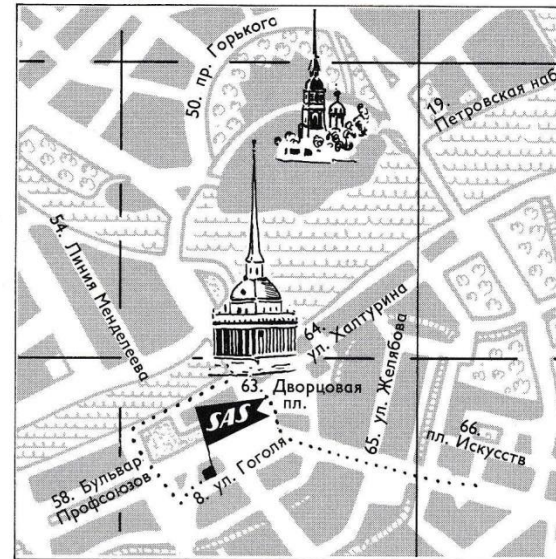 50. пр. Горького
19.
Петровская наб
54. Линия Менделеева
64.
ул. Халтурина
63. Дворцовая
пл.
65. ул. Желябова
66.
пл. Искусств
SAS
8. ул. Гоголя
58. Бульвар
Профсоюзов